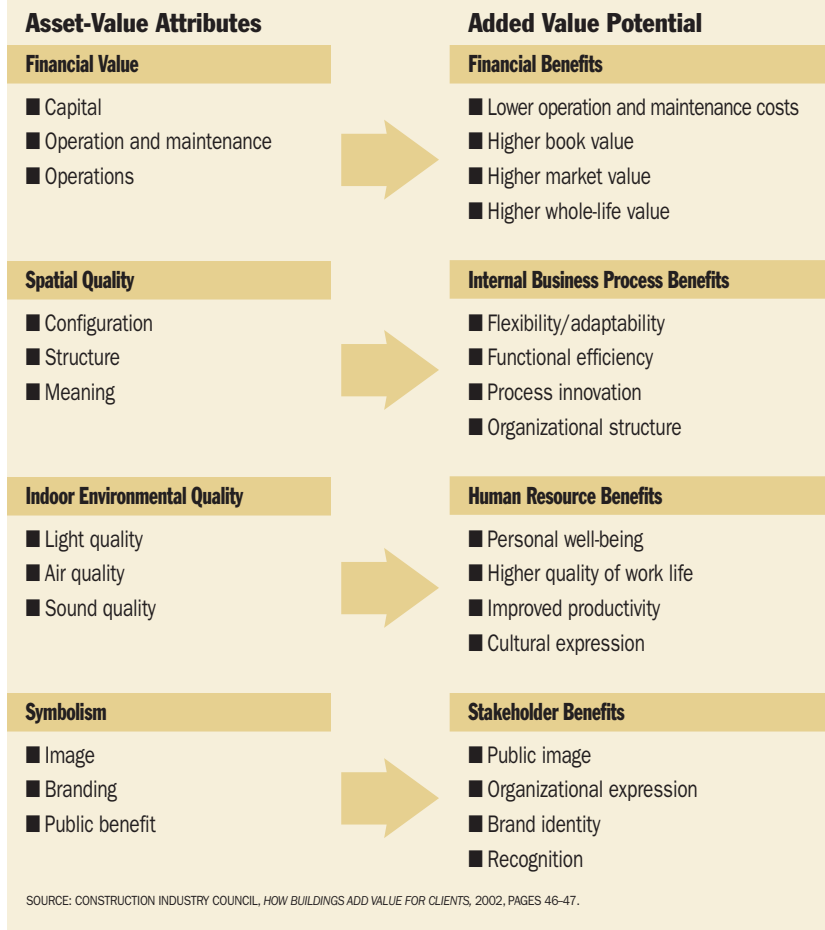 Asset-Value Attributes
Added Value Potential
Financial Value
■ Capital
■ Operation and maintenance
■ Operations
Financial Benefits
■ Lower operation and maintenance costs
■ Higher book value
■ Higher market value
■ Higher whole-life value
Spatial Quality
■ Configuration
■ Structure
■ Meaning
Internal Business Process Benefits
■ Flexibility/adaptability
■ Functional efficiency
■ Process innovation
■ Organizational structure
Indoor Environmental Quality
■ Light quality
■ Air quality
■ Sound quality
Human Resource Benefits
■ Personal well-being
■ Higher quality of work life
■ Improved productivity
■ Cultural expression
Symbolism
■ Image
■ Branding
■ Public benefit
Stakeholder Benefits
■ Public image
■ Organizational expression
■ Brand identity
■ Recognition
SOURCE: CONSTRUCTION INDUSTRY COUNCIL, HOW BUILDINGS ADD VALUE FOR CLIENTS, 2002, PAGES 46–47.